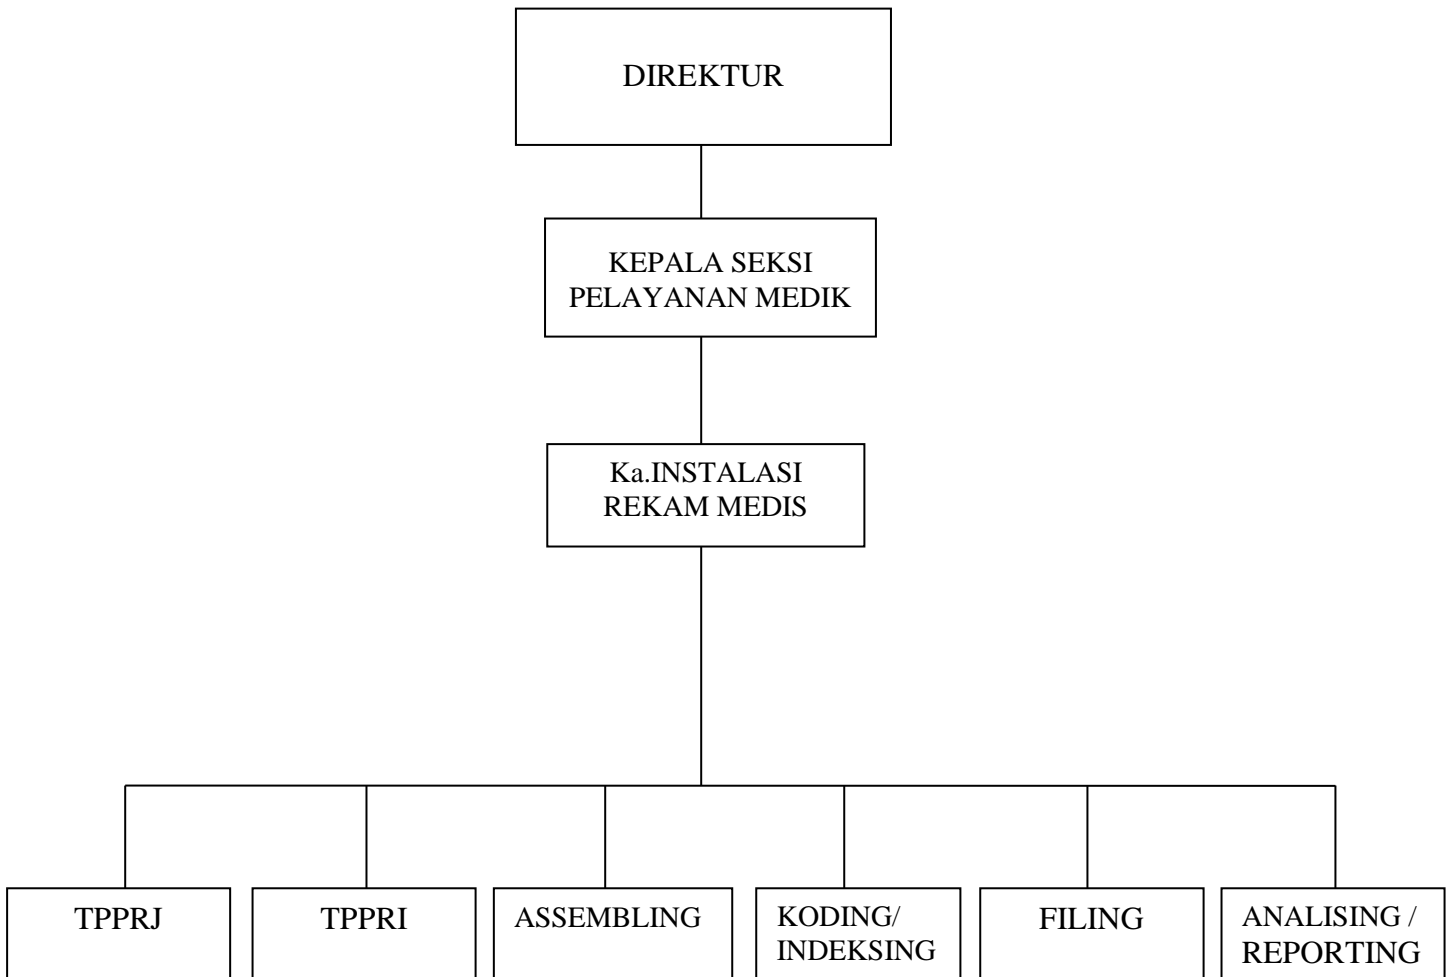 DIREKTUR
KEPALA SEKSI
PELAYANAN MEDIK
Ka.INSTALASI
REKAM MEDIS
TPPRJ
TPPRI
ASSEMBLING
KODING/
INDEKSING
FILING
ANALISING /
REPORTING